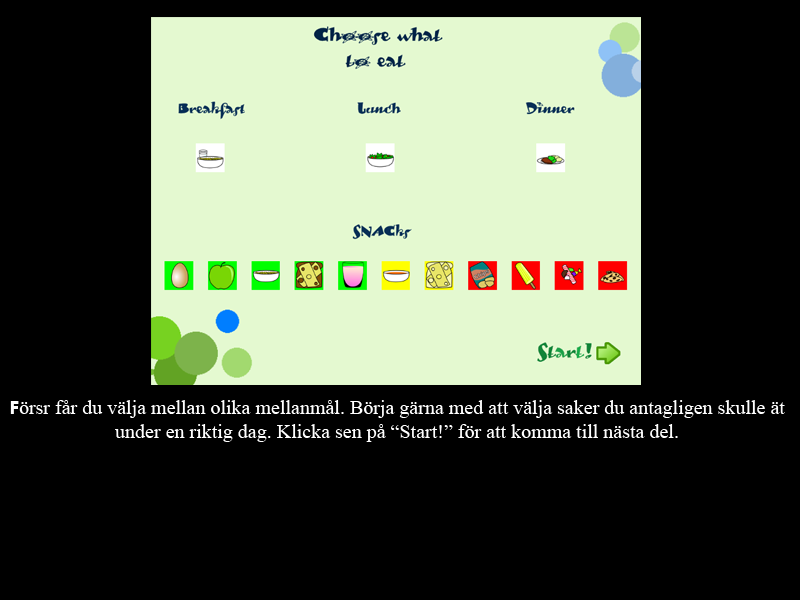 Choose what
to eat
Breakfast
Lunch
Dinner
SNACks
Start!
Försr får du välja mellan olika mellanmål. Börja gärna med att välja saker du antagligen skulle ät
under en riktig dag. Klicka sen på “Start!” för att komma till nästa del.